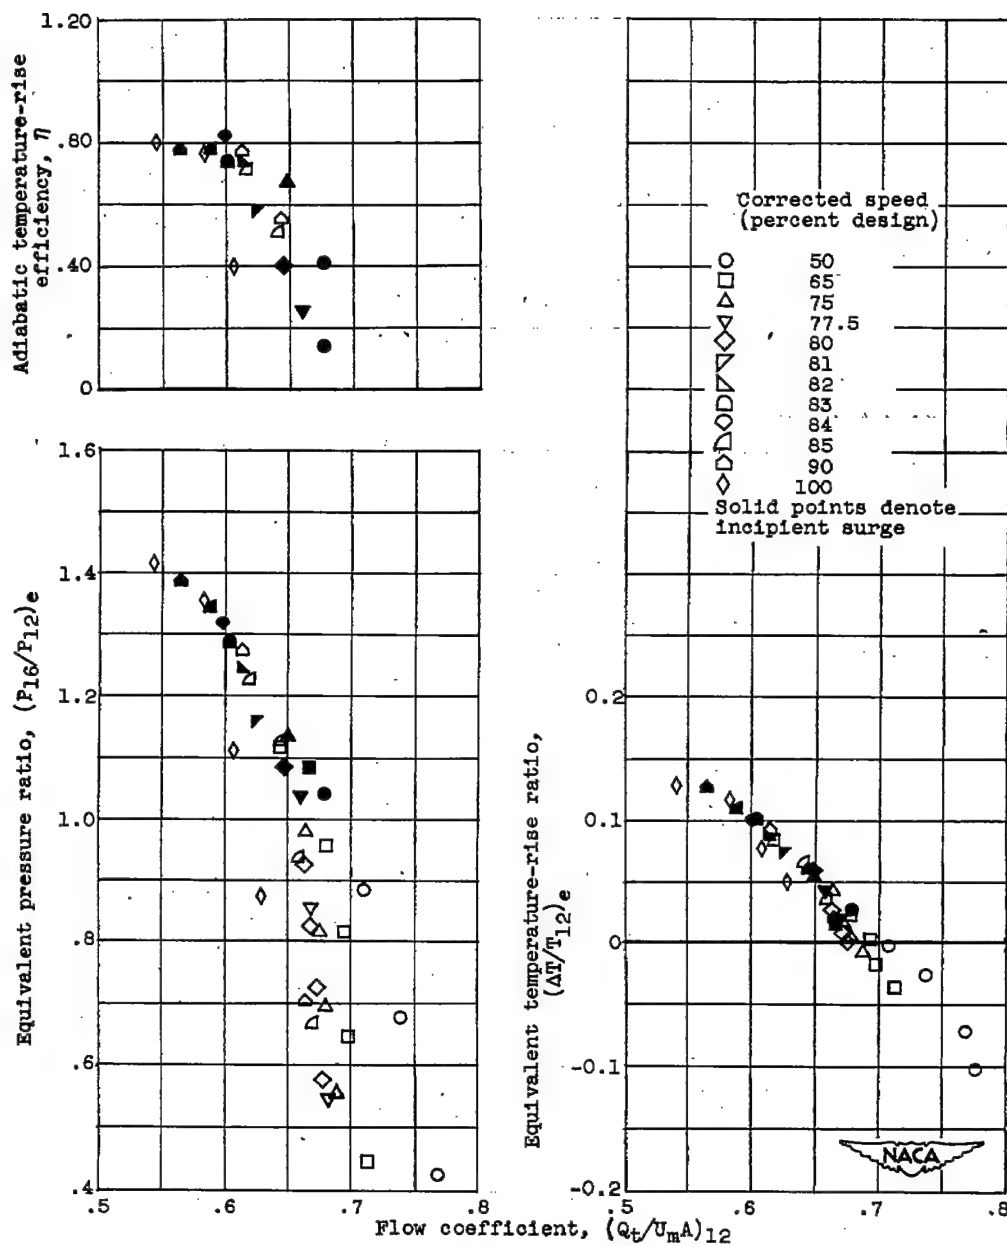 1.20
.80
.40
0
Adiabatic temperature-rise
efficiency, η
.5 .6 .7 .8
Corrected speed
(percent design)
50
65
75
77.5
80
81
82
83
84
85
90
100
Solid points denote
incipient surge
1.6
1.4
1.2
1.0
.8
.6
.4
Equivalent pressure ratio, (P16/P12)e
.5 .6 .7 .8
0.2
0.1
0
-0.1
-0.2
Equivalent temperature-rise ratio,
(ΔT/T12)e
NACA
.5 .6 .7 .8
Flow coefficient, (Qt/UmA)12